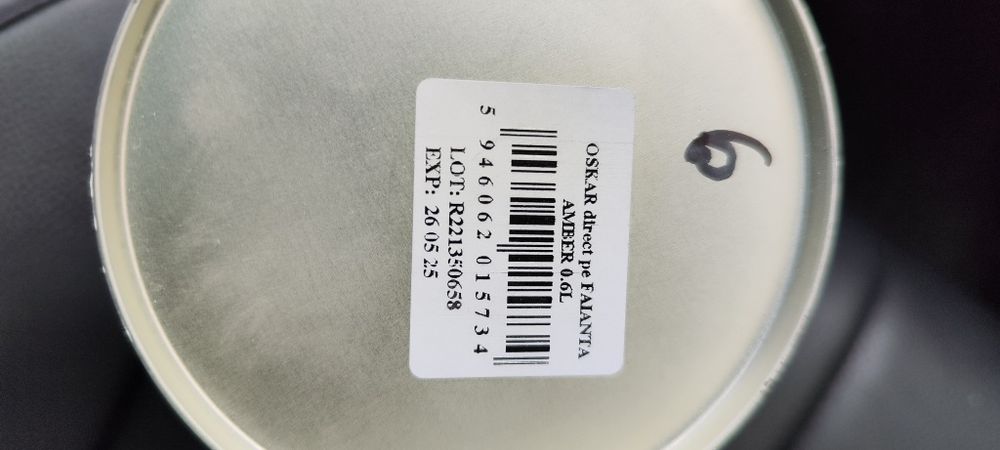 6
OSKAR direct pe FAIANTA
AMBER 0.6L
5 946062 015734
LOT: R221350658
EXP: 26 05 25